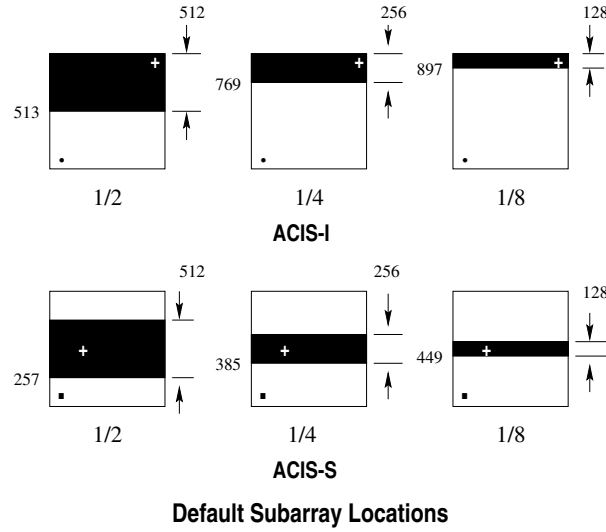 512 256 128
513 769 897
1/2 1/4 1/8
ACIS-I
512 256 128
257 385 449
1/2 1/4 1/8
ACIS-S
Default Subarray Locations